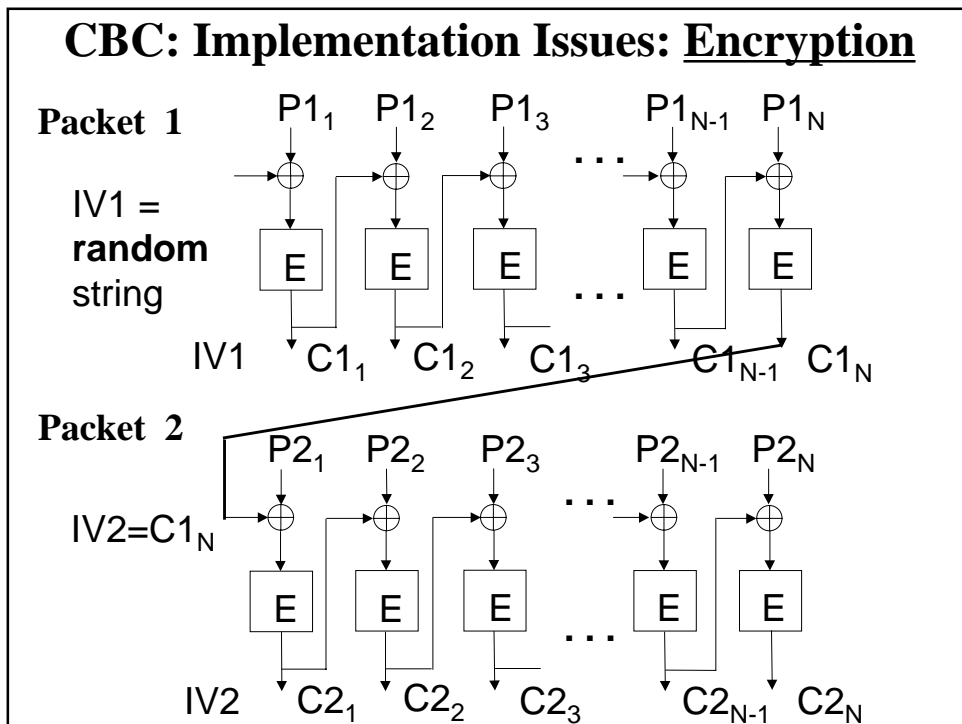 CBC: Implementation Issues: Encryption
Packet 1
P1₁ P1₂ P1₃ P1N-1 P1N
. . .
IV1 =
random
string
E E E E E
. . .
IV1 C1₁ C1₂ C1₃ C1N-1 C1N
Packet 2
P2₁ P2₂ P2₃ P2N-1 P2N
. . .
IV2=C1N
E E E E E
. . .
IV2 C2₁ C2₂ C2₃ C2N-1 C2N